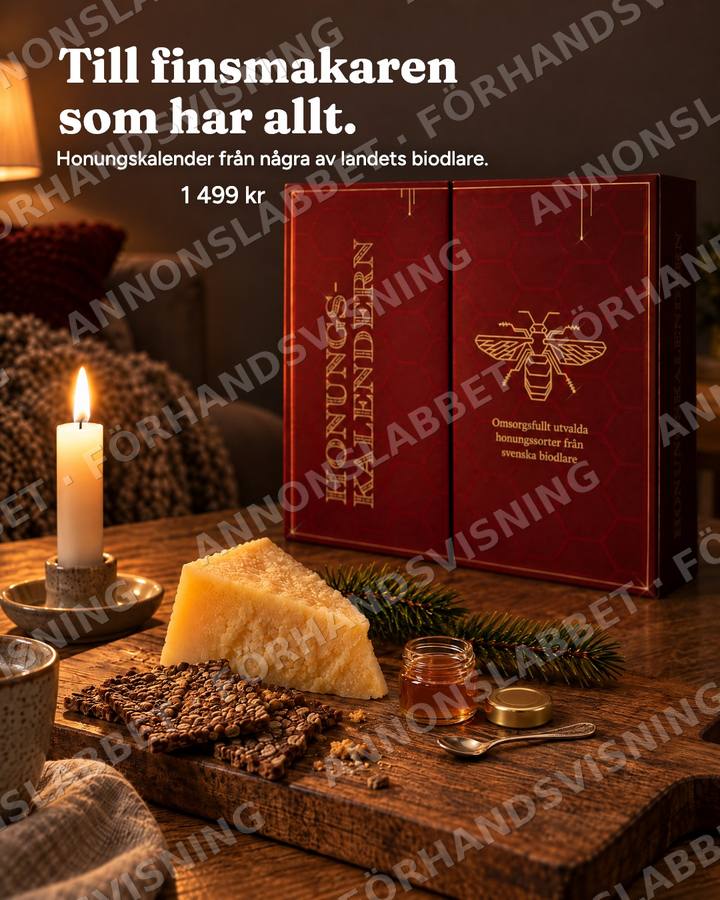 Till finsmakaren
som har allt.
Honungskalender från några av landets biodlare.
1 499 kr
HONUNGS-
KALENDERN
Omsorgsfullt utvalda
honungssorter från
svenska biodlare
HONUNGSKALENDERN
ANNONSLABBET · FÖRHANDSVISNING